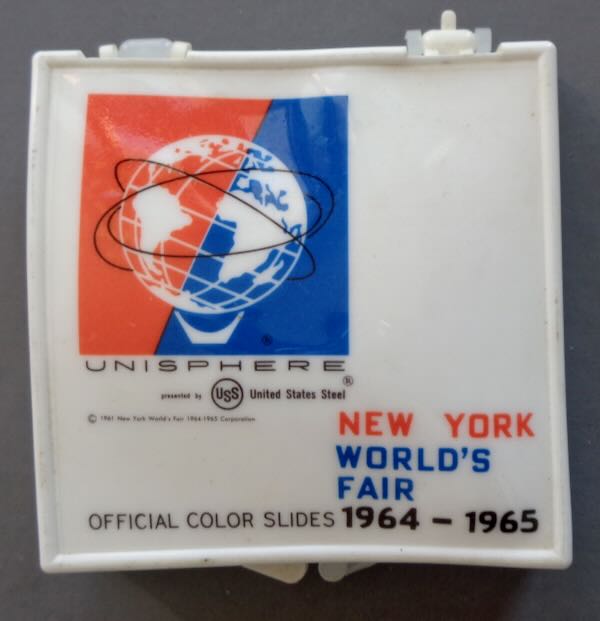 ®
UNISPHERE®
presented by USS United States Steel
© 1961 New York World's Fair 1964-1965 Corporation
NEW YORK
WORLD'S
FAIR
OFFICIAL COLOR SLIDES 1964 – 1965